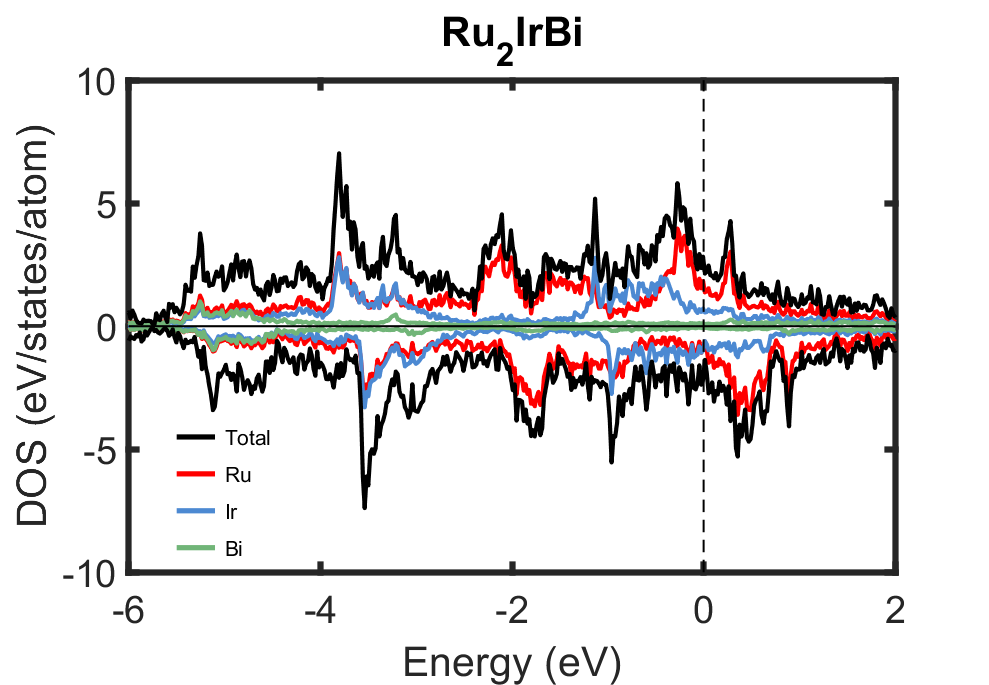 Ru₂IrBi
10
5
0
-5
-10
DOS (eV/states/atom)
Total
Ru
Ir
Bi
-6 -4 -2 0 2
Energy (eV)